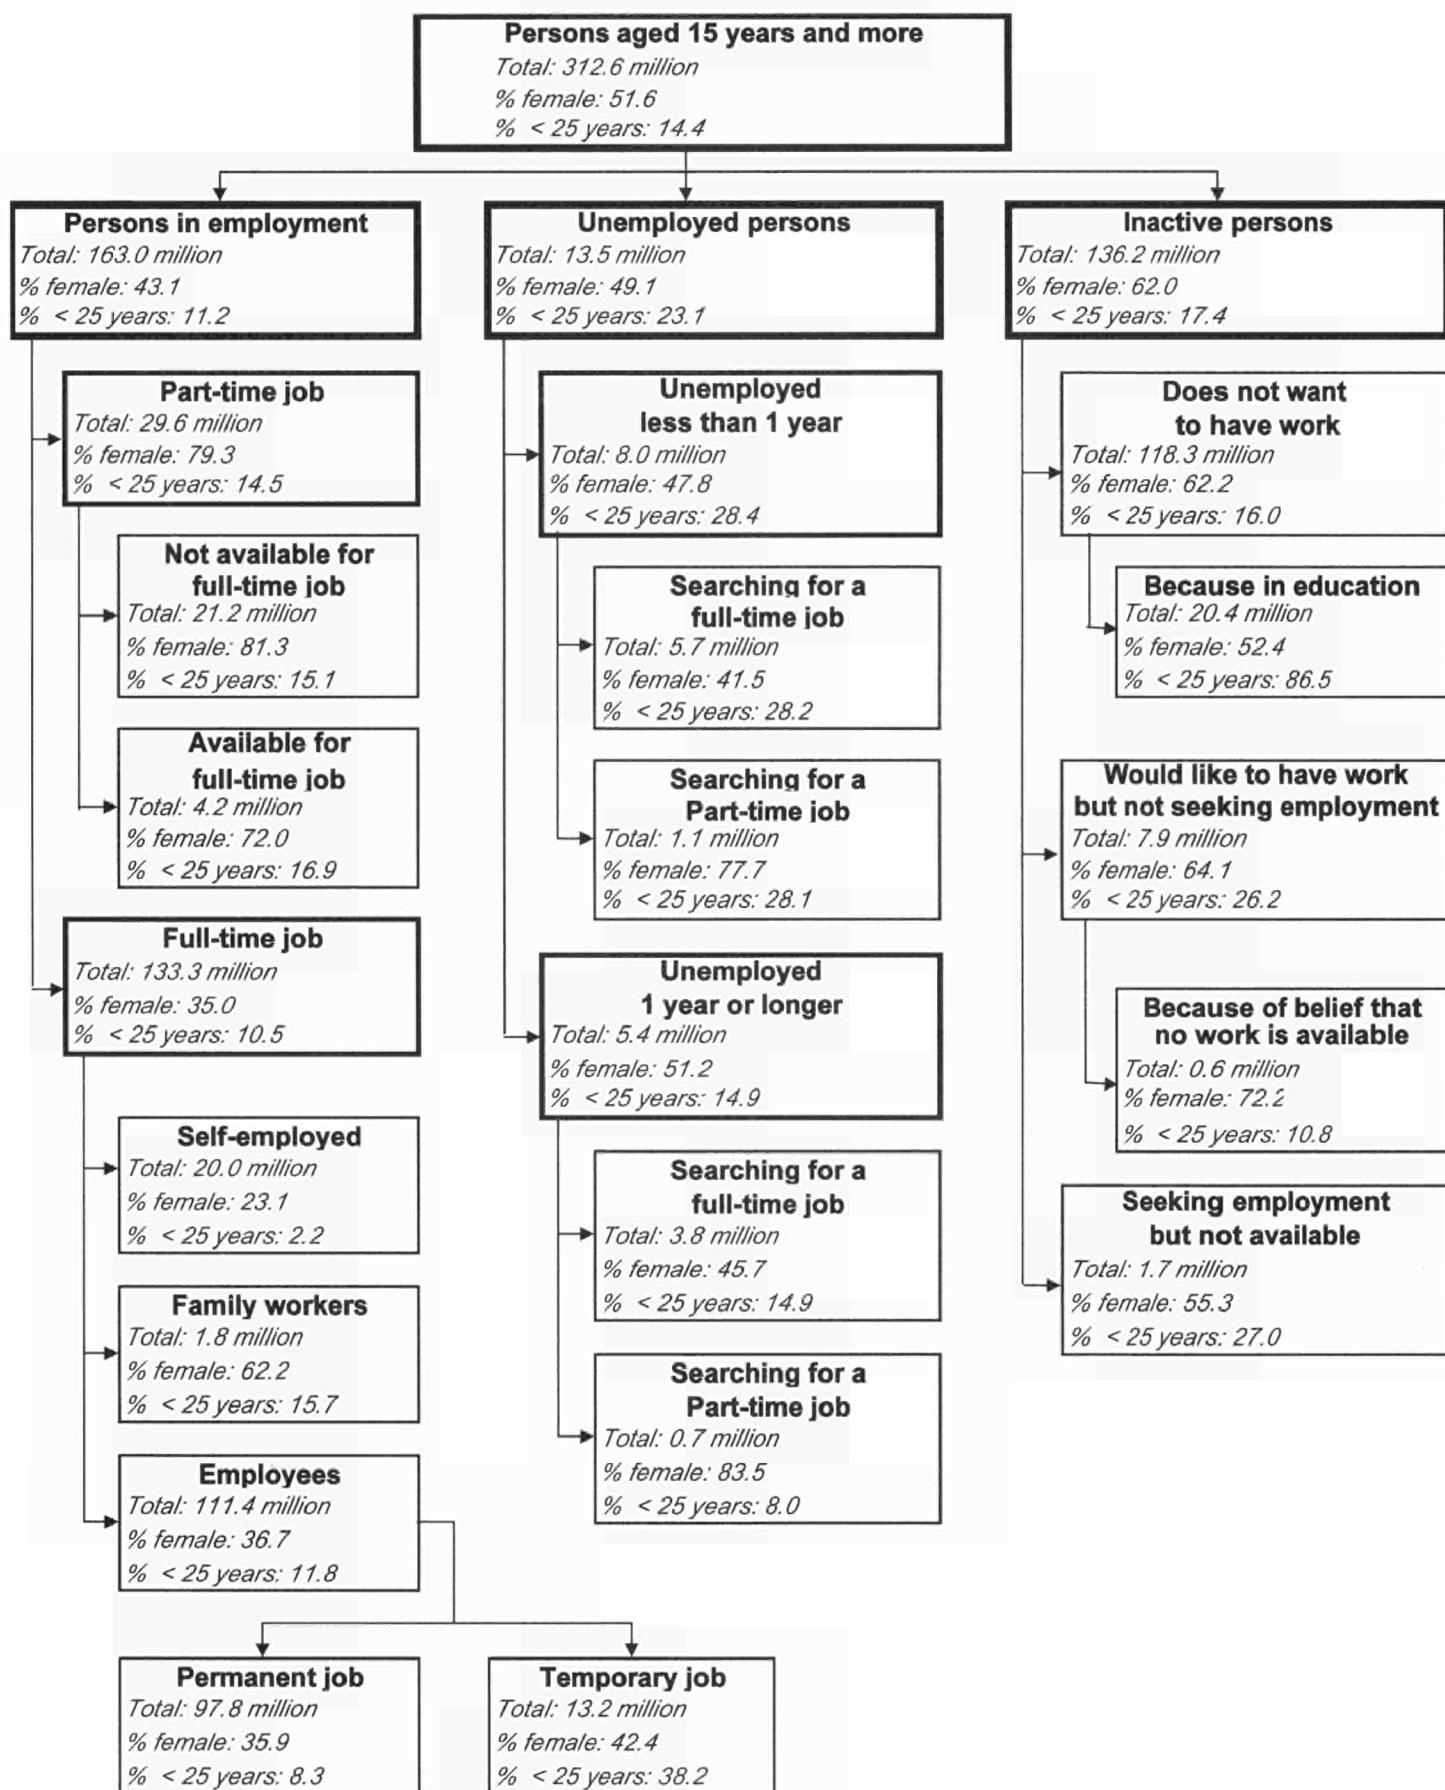 Persons aged 15 years and more
Total: 312.6 million
% female: 51.6
% < 25 years: 14.4
Persons in employment
Total: 163.0 million
% female: 43.1
% < 25 years: 11.2
Part-time job
Total: 29.6 million
% female: 79.3
% < 25 years: 14.5
Not available for
full-time job
Total: 21.2 million
% female: 81.3
% < 25 years: 15.1
Available for
full-time job
Total: 4.2 million
% female: 72.0
% < 25 years: 16.9
Full-time job
Total: 133.3 million
% female: 35.0
% < 25 years: 10.5
Self-employed
Total: 20.0 million
% female: 23.1
% < 25 years: 2.2
Family workers
Total: 1.8 million
% female: 62.2
% < 25 years: 15.7
Employees
Total: 111.4 million
% female: 36.7
% < 25 years: 11.8
Permanent job
Total: 97.8 million
% female: 35.9
% < 25 years: 8.3
Temporary job
Total: 13.2 million
% female: 42.4
% < 25 years: 38.2
Unemployed persons
Total: 13.5 million
% female: 49.1
% < 25 years: 23.1
Unemployed
less than 1 year
Total: 8.0 million
% female: 47.8
% < 25 years: 28.4
Searching for a
full-time job
Total: 5.7 million
% female: 41.5
% < 25 years: 28.2
Searching for a
Part-time job
Total: 1.1 million
% female: 77.7
% < 25 years: 28.1
Unemployed
1 year or longer
Total: 5.4 million
% female: 51.2
% < 25 years: 14.9
Searching for a
full-time job
Total: 3.8 million
% female: 45.7
% < 25 years: 14.9
Searching for a
Part-time job
Total: 0.7 million
% female: 83.5
% < 25 years: 8.0
Inactive persons
Total: 136.2 million
% female: 62.0
% < 25 years: 17.4
Does not want
to have work
Total: 118.3 million
% female: 62.2
% < 25 years: 16.0
Because in education
Total: 20.4 million
% female: 52.4
% < 25 years: 86.5
Would like to have work
but not seeking employment
Total: 7.9 million
% female: 64.1
% < 25 years: 26.2
Because of belief that
no work is available
Total: 0.6 million
% female: 72.2
% < 25 years: 10.8
Seeking employment
but not available
Total: 1.7 million
% female: 55.3
% < 25 years: 27.0